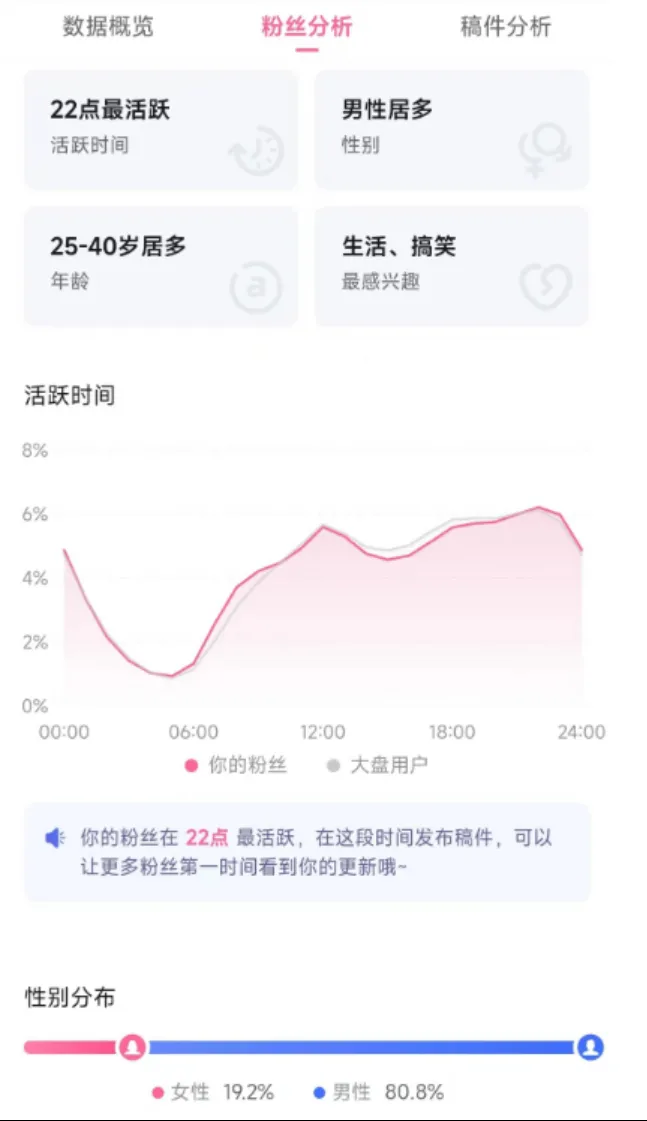 数据概览 粉丝分析 稿件分析
22点最活跃 男性居多
活跃时间 性别
25-40岁居多 生活、搞笑
年龄 最感兴趣
a
活跃时间
8%
6%
4%
2%
0%
00:00 06:00 12:00 18:00 24:00
你的粉丝 大盘用户
你的粉丝在 22点 最活跃，在这段时间发布稿件，可以
让更多粉丝第一时间看到你的更新哦~
性别分布
女性 19.2% 男性 80.8%